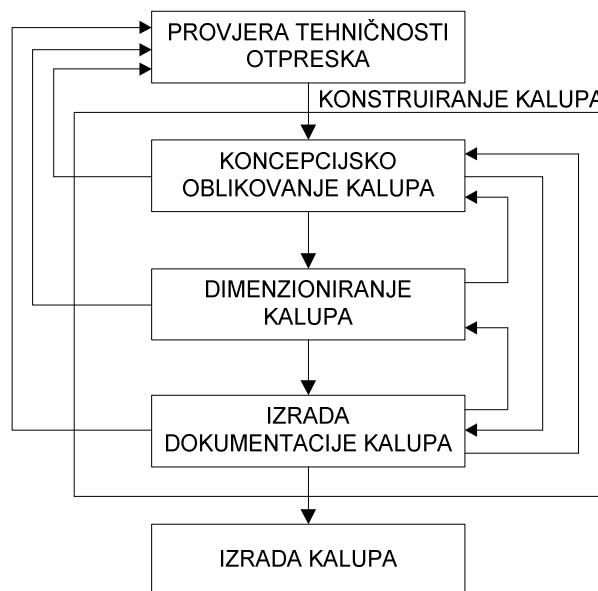 PROVJERA TEHNIČNOSTI
OTPRESKA
KONSTRUIRANJE KALUPA
KONCEPCIJSKO
OBLIKOVANJE KALUPA
DIMENZIONIRANJE
KALUPA
IZRADA
DOKUMENTACIJE KALUPA
IZRADA KALUPA